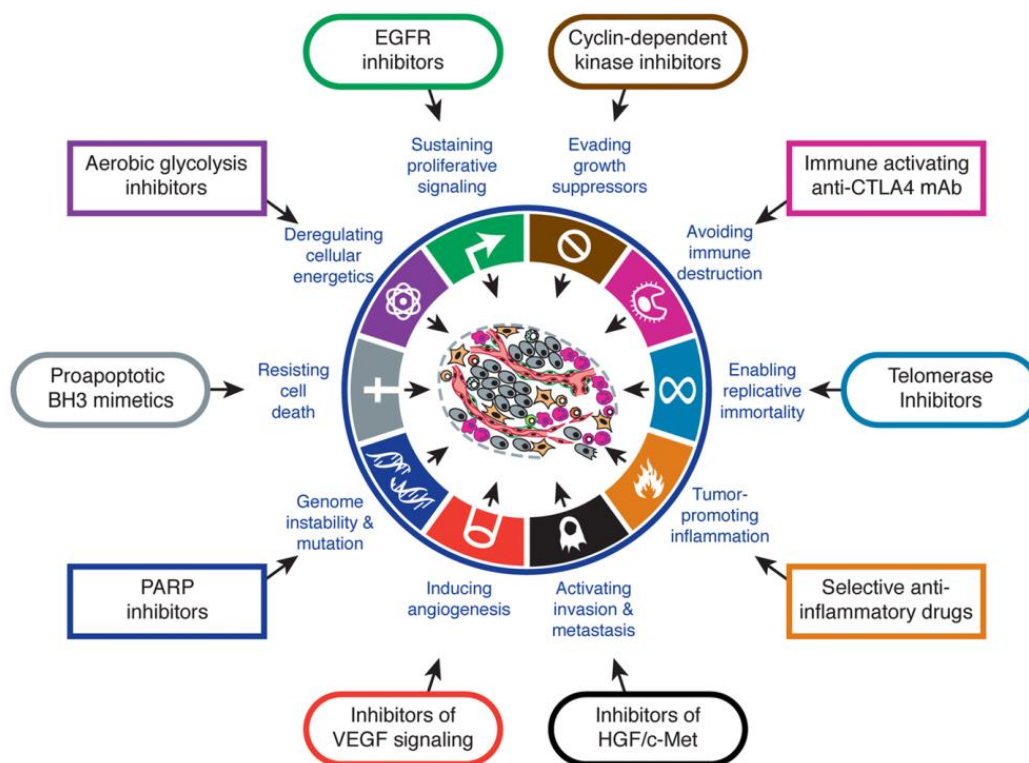 EGFR
inhibitors
Cyclin-dependent
kinase inhibitors
Sustaining
proliferative
signaling
Evading
growth
suppressors
Aerobic glycolysis
inhibitors
Immune activating
anti-CTLA4 mAb
Deregulating
cellular
energetics
Avoiding
immune
destruction
Proapoptotic
BH3 mimetics
Resisting
cell
death
Enabling
replicative
immortality
Telomerase
Inhibitors
Genome
instability &
mutation
Tumor-
promoting
inflammation
PARP
inhibitors
Inducing
angiogenesis
Activating
invasion &
metastasis
Selective anti-
inflammatory drugs
Inhibitors of
VEGF signaling
Inhibitors of
HGF/c-Met